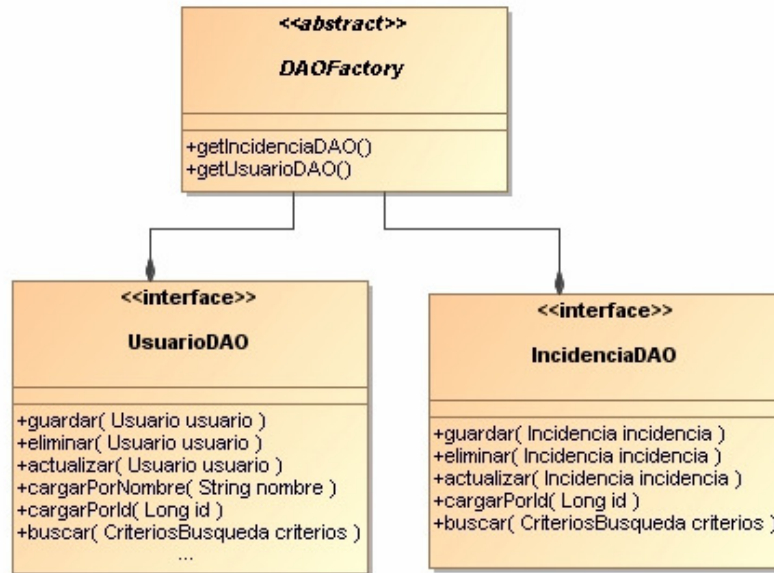 <<abstract>>
DAOFactory
+getIncidenciaDAO()
+getUsuarioDAO()
<<interface>>
UsuarioDAO
+guardar( Usuario usuario )
+eliminar( Usuario usuario )
+actualizar( Usuario usuario )
+cargarPorNombre( String nombre )
+cargarPorId( Long id )
+buscar( CriteriosBusqueda criterios )
...
<<interface>>
IncidenciaDAO
+guardar( Incidencia incidencia )
+eliminar( Incidencia incidencia )
+actualizar( Incidencia incidencia )
+cargarPorId( Long id )
+buscar( CriteriosBusqueda criterios )